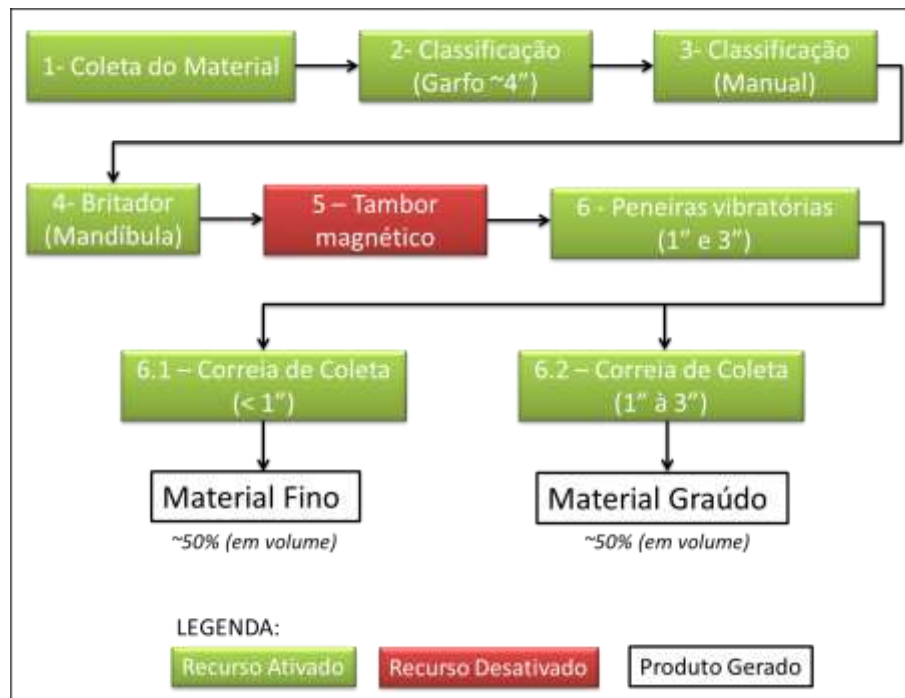 1- Coleta do Material
2- Classificação
(Garfo ~4”)
3- Classificação
(Manual)
4- Britador
(Mandíbula)
5 – Tambor
magnético
6 - Peneiras vibratórias
(1” e 3”)
6.1 – Correia de Coleta
(< 1”)
6.2 – Correia de Coleta
(1” à 3”)
Material Fino
~50% (em volume)
Material Graúdo
~50% (em volume)
LEGENDA:
Recurso Ativado
Recurso Desativado
Produto Gerado